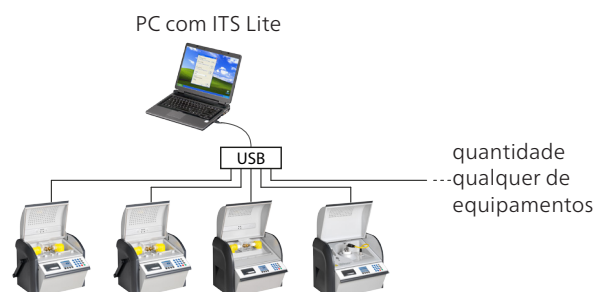 PC com ITS Lite
USB
quantidade
qualquer de
equipamentos